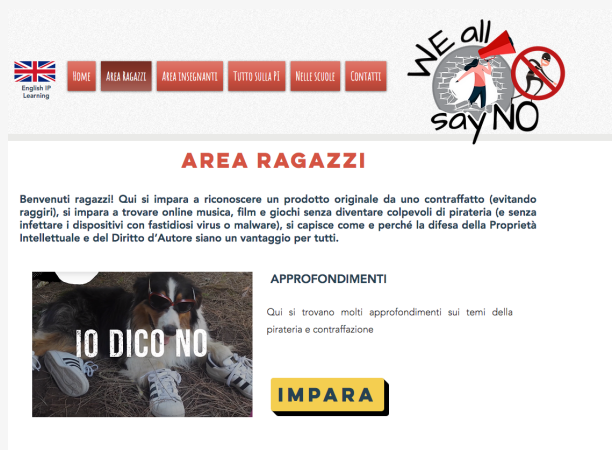 WE all
say NO
English IP
Learning
Home
Area Ragazzi
Area insegnanti
Tutto sulla PI
Nelle scuole
Contatti
AREA RAGAZZI
Benvenuti ragazzi! Qui si impara a riconoscere un prodotto originale da uno contraffatto (evitando
raggiri), si impara a trovare online musica, film e giochi senza diventare colpevoli di pirateria (e senza
infettare i dispositivi con fastidiosi virus o malware), si capisce come e perché la difesa della Proprietà
Intellettuale e del Diritto d'Autore siano un vantaggio per tutti.
IO DICO NO
APPROFONDIMENTI
Qui si trovano molti approfondimenti sui temi della
pirateria e contraffazione
IMPARA